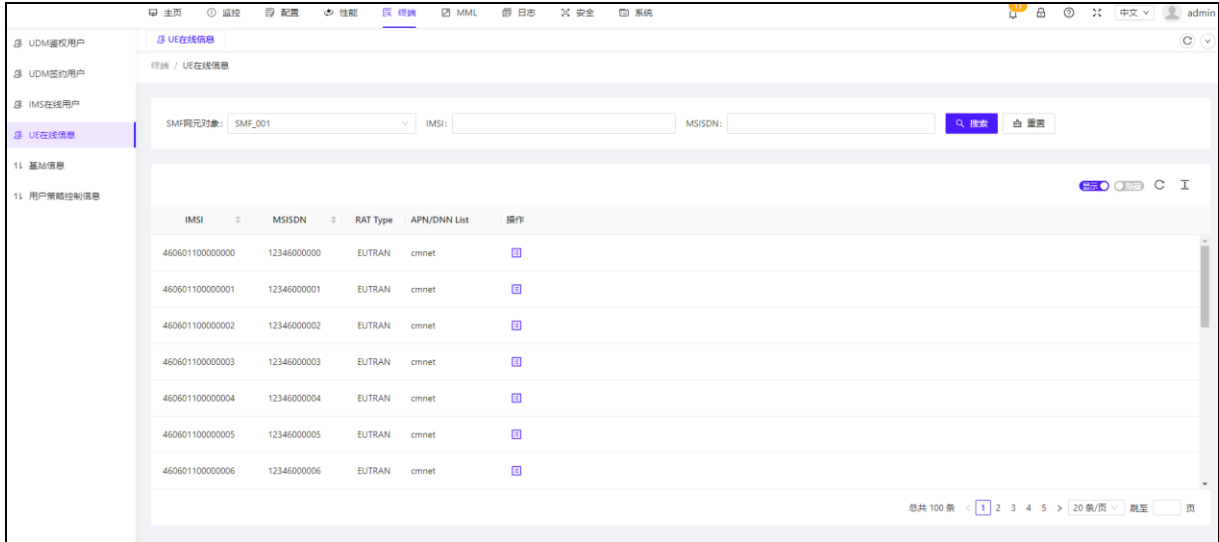 主页 监控 配置 性能 终端 MML 日志 安全 系统 11 中文 admin
UDM鉴权用户
UDM签约用户
IMS在线用户
UE在线信息
基站信息
用户策略控制信息
UE在线信息
终端 / UE在线信息
SMF网元对象: SMF_001 IMSI: MSISDN: 搜索 重置
显示 隐藏
IMSI MSISDN RAT Type APN/DNN List 操作
460601100000000 12346000000 EUTRAN cmnet
460601100000001 12346000001 EUTRAN cmnet
460601100000002 12346000002 EUTRAN cmnet
460601100000003 12346000003 EUTRAN cmnet
460601100000004 12346000004 EUTRAN cmnet
460601100000005 12346000005 EUTRAN cmnet
460601100000006 12346000006 EUTRAN cmnet
总共 100 条 < 1 2 3 4 5 > 20 条/页 跳至 页